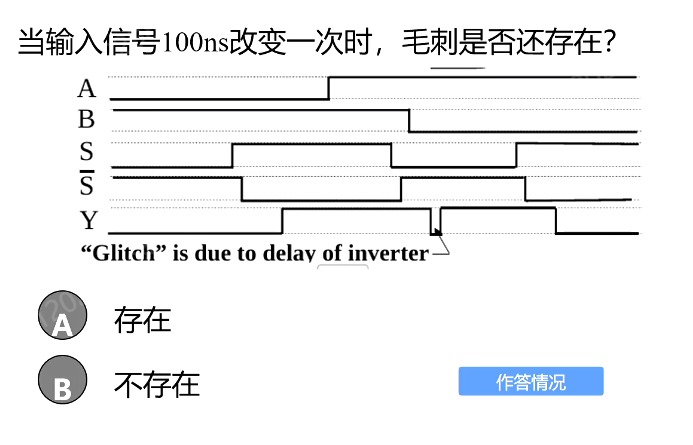 当输入信号100ns改变一次时，毛刺是否还存在？
A
B
S
S̅
Y
“Glitch” is due to delay of inverter
A 存在
B 不存在
作答情况